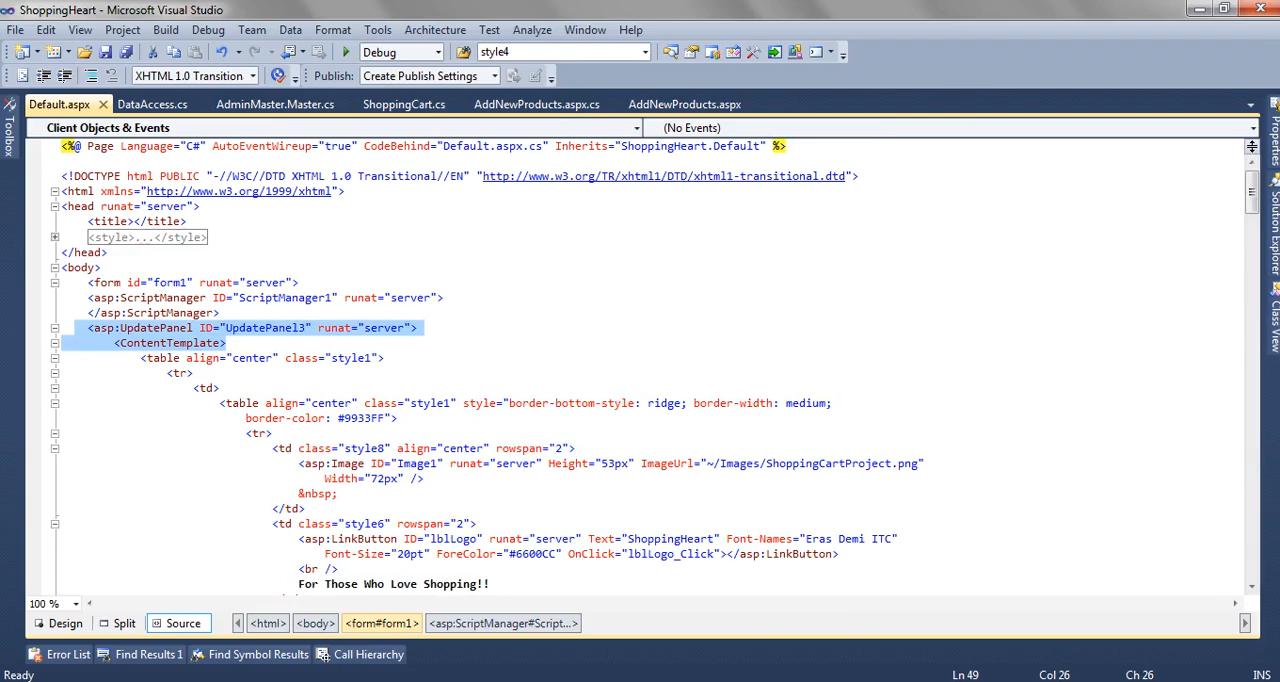 ShoppingHeart - Microsoft Visual Studio
File Edit View Project Build Debug Team Data Format Tools Architecture Test Analyze Window Help
Debug style4
XHTML 1.0 Transition Publish: Create Publish Settings
Default.aspx DataAccess.cs AdminMaster.Master.cs ShoppingCart.cs AddNewProducts.aspx.cs AddNewProducts.aspx
Client Objects & Events (No Events)
<%@ Page Language="C#" AutoEventWireup="true" CodeBehind="Default.aspx.cs" Inherits="ShoppingHeart.Default" %>
<!DOCTYPE html PUBLIC "-//W3C//DTD XHTML 1.0 Transitional//EN" "http://www.w3.org/TR/xhtml1/DTD/xhtml1-transitional.dtd">
<html xmlns="http://www.w3.org/1999/xhtml">
<head runat="server">
<title></title>
<style>...</style>
</head>
<body>
<form id="form1" runat="server">
<asp:ScriptManager ID="ScriptManager1" runat="server">
</asp:ScriptManager>
<asp:UpdatePanel ID="UpdatePanel3" runat="server">
<ContentTemplate>
<table align="center" class="style1">
<tr>
<td>
<table align="center" class="style1" style="border-bottom-style: ridge; border-width: medium;
border-color: #9933FF">
<tr>
<td class="style8" align="center" rowspan="2">
<asp:Image ID="Image1" runat="server" Height="53px" ImageUrl="~/Images/ShoppingCartProject.png"
Width="72px" />
&nbsp;
</td>
<td class="style6" rowspan="2">
<asp:LinkButton ID="lblLogo" runat="server" Text="ShoppingHeart" Font-Names="Eras Demi ITC"
Font-Size="20pt" ForeColor="#6600CC" OnClick="lblLogo_Click"></asp:LinkButton>
<br />
For Those Who Love Shopping!!
100 %
Design Split Source <html> <body> <form#form1> <asp:ScriptManager#Script...>
Error List Find Results 1 Find Symbol Results Call Hierarchy
Ready Ln 49 Col 26 Ch 26 INS
Toolbox
Properties
Solution Explorer
Class View